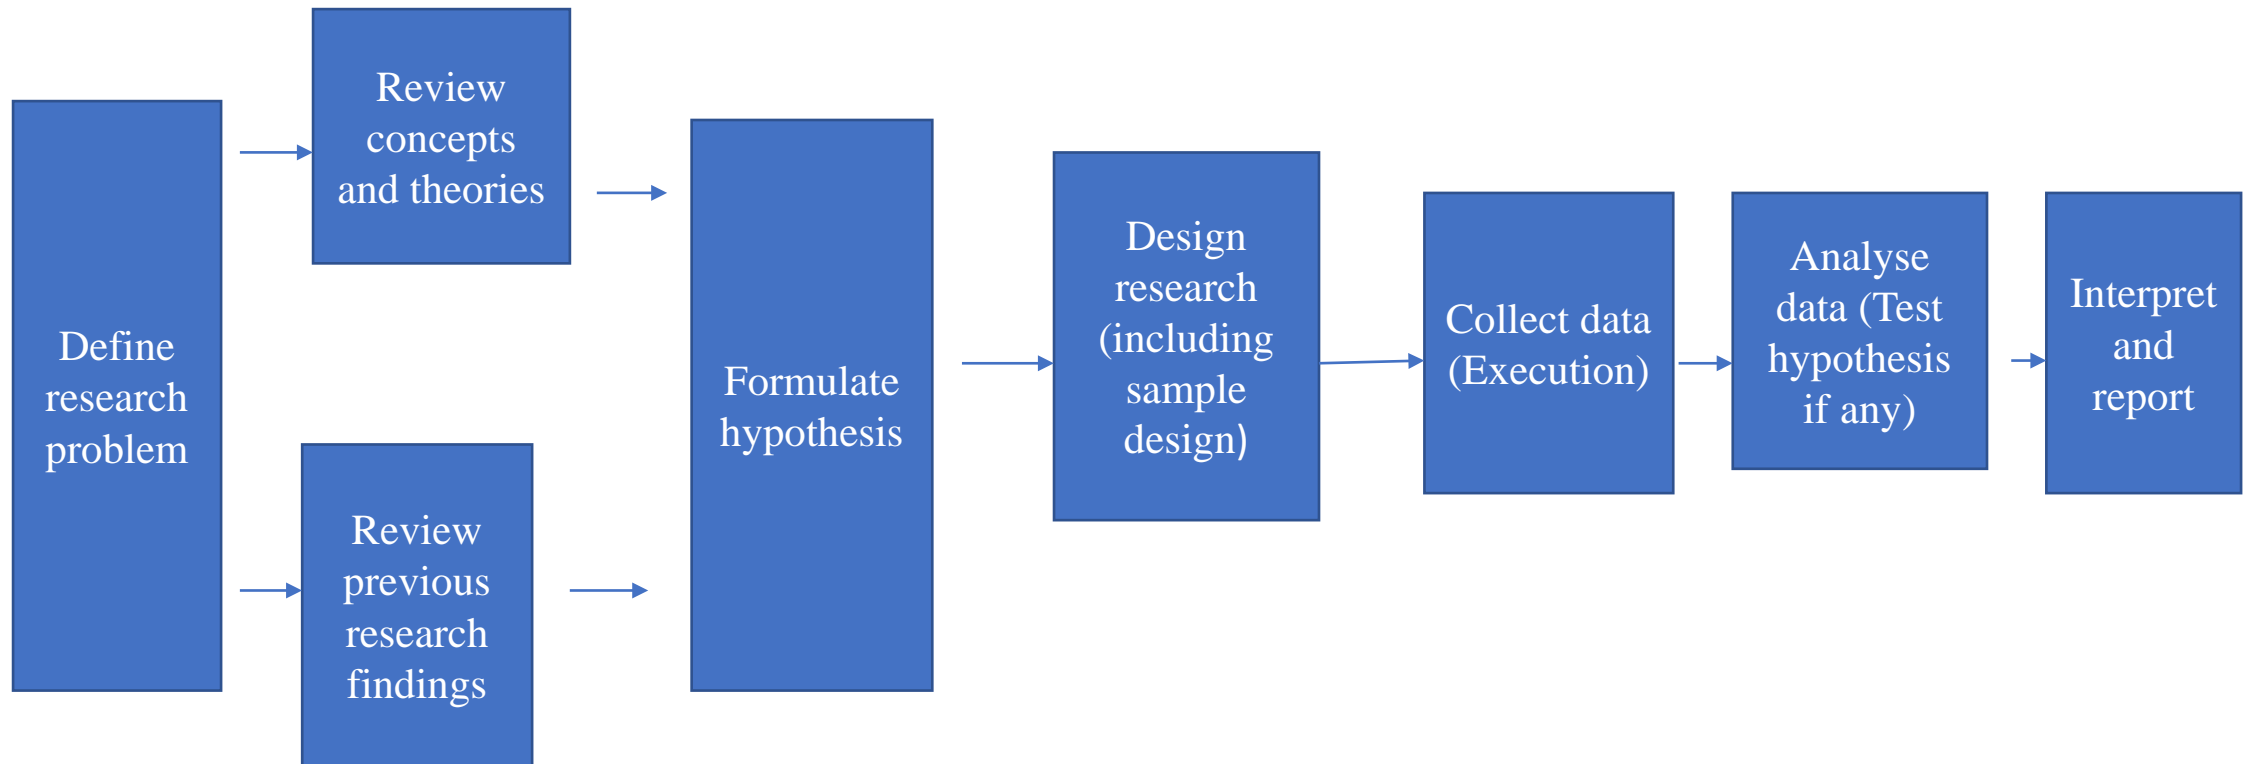 Define
research
problem
Review
concepts
and theories
Review
previous
research
findings
Formulate
hypothesis
Design
research
(including
sample
design)
Collect data
(Execution)
Analyse
data (Test
hypothesis
if any)
Interpret
and
report